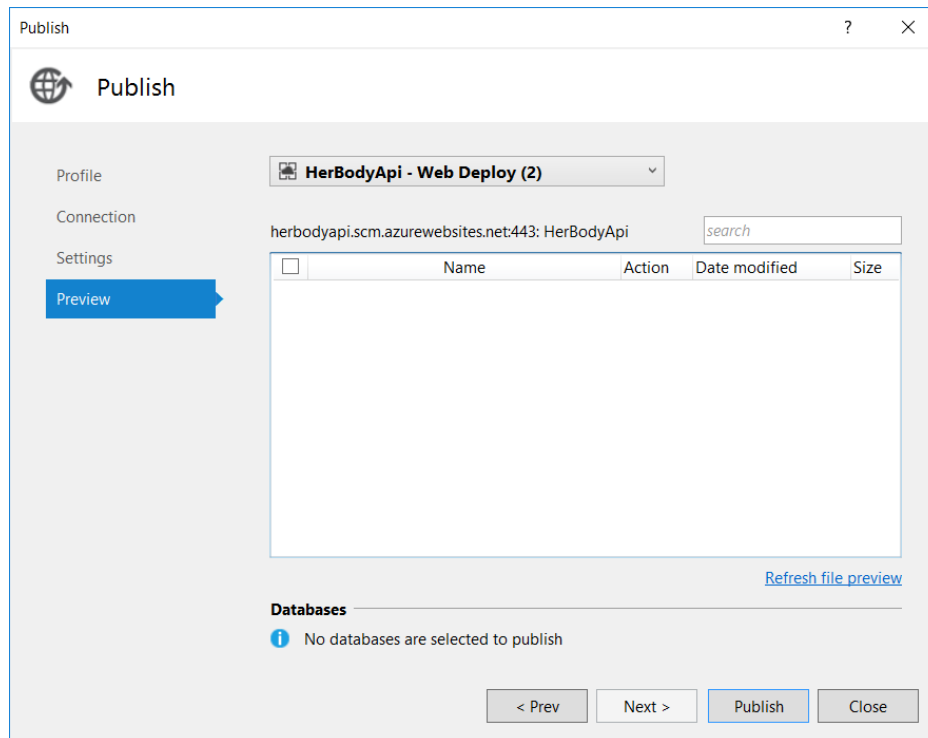 Publish ?
Publish
Profile
Connection
Settings
Preview
HerBodyApi - Web Deploy (2)
herbodyapi.scm.azurewebsites.net:443: HerBodyApi
search
Name Action Date modified Size
Refresh file preview
Databases
No databases are selected to publish
< Prev Next > Publish Close